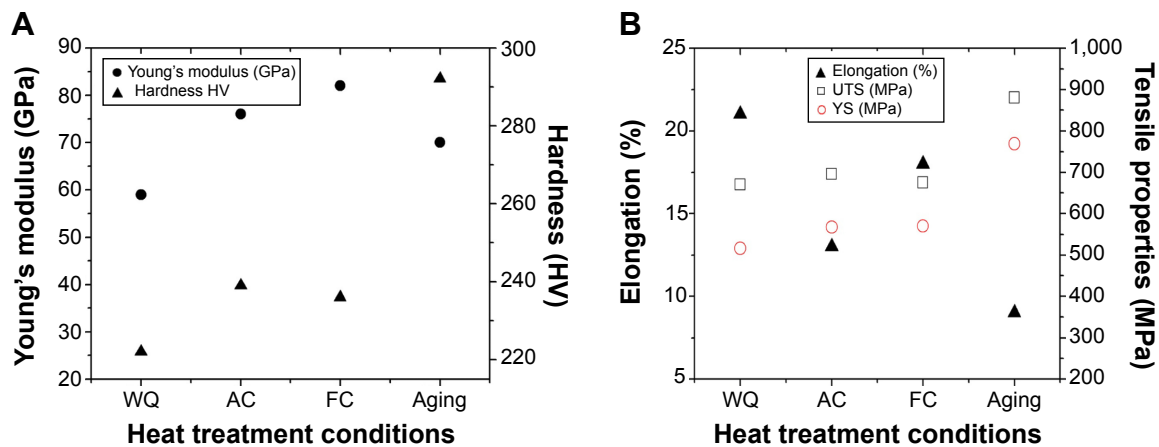 A
Young's modulus (GPa)
90
80
70
60
50
40
30
20
Young's modulus (GPa)
Hardness HV
300
280
260
240
220
Hardness (HV)
WQ AC FC Aging
Heat treatment conditions
B
Elongation (%)
25
20
15
10
5
Elongation (%)
UTS (MPa)
YS (MPa)
1,000
900
800
700
600
500
400
300
200
Tensile properties (MPa)
WQ AC FC Aging
Heat treatment conditions